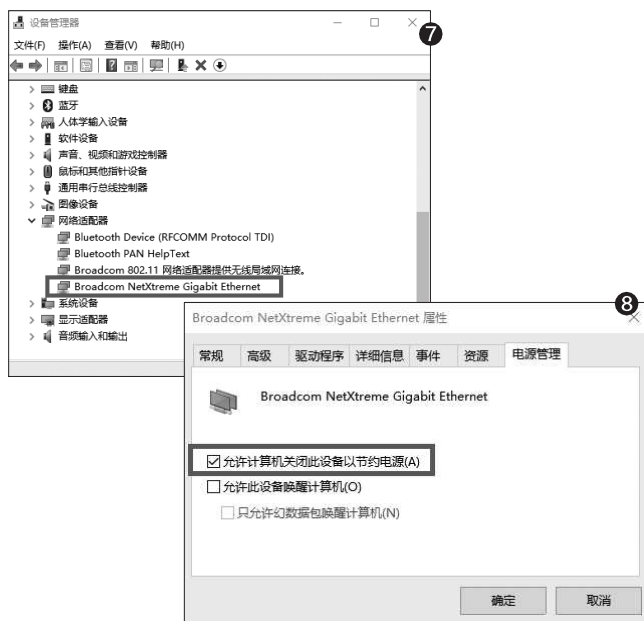 设备管理器
7
文件(F) 操作(A) 查看(V) 帮助(H)
键盘
蓝牙
人体学输入设备
软件设备
声音、视频和游戏控制器
鼠标和其他指针设备
通用串行总线控制器
图像设备
网络适配器
Bluetooth Device (RFCOMM Protocol TDI)
Bluetooth PAN HelpText
Broadcom 802.11 网络适配器提供无线局域网连接。
Broadcom NetXtreme Gigabit Ethernet
系统设备
显示适配器
音频输入和输出
8
Broadcom NetXtreme Gigabit Ethernet 属性
常规 高级 驱动程序 详细信息 事件 资源 电源管理
Broadcom NetXtreme Gigabit Ethernet
允许计算机关闭此设备以节约电源(A)
允许此设备唤醒计算机(O)
只允许幻数据包唤醒计算机(N)
确定 取消